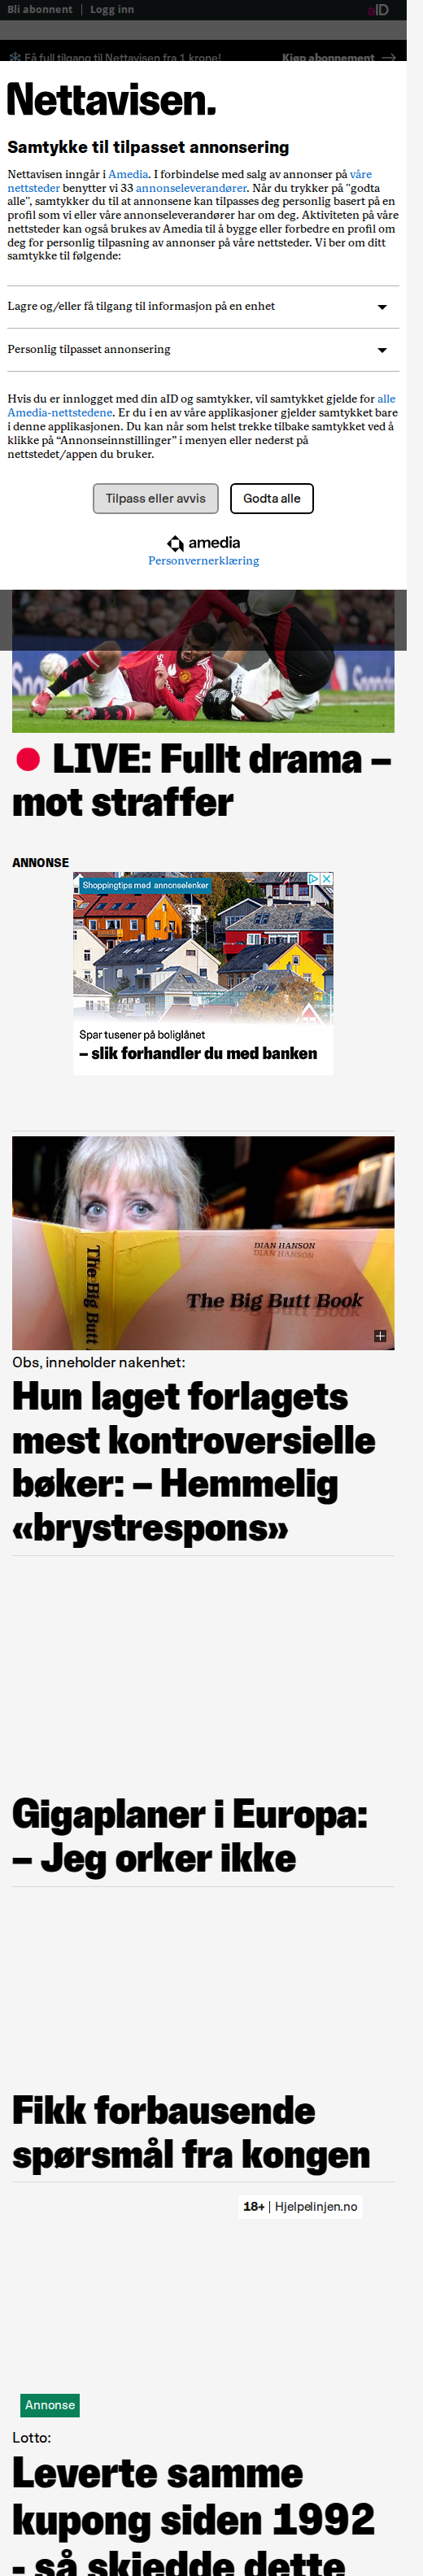 Bli abonnent | Logg inn
aID
Få full tilgang til Nettavisen fra 1 krone!
Kjøp abonnement →
Nettavisen.
Samtykke til tilpasset annonsering
Nettavisen inngår i Amedia. I forbindelse med salg av annonser på våre
nettsteder benytter vi 33 annonseleverandører. Når du trykker på "godta
alle", samtykker du til at annonsene kan tilpasses deg personlig basert på en
profil som vi eller våre annonseleverandører har om deg. Aktiviteten på våre
nettsteder kan også brukes av Amedia til å bygge eller forbedre en profil om
deg for personlig tilpasning av annonser på våre nettsteder. Vi ber om ditt
samtykke til følgende:
Lagre og/eller få tilgang til informasjon på en enhet
Personlig tilpasset annonsering
Hvis du er innlogget med din aID og samtykker, vil samtykket gjelde for alle
Amedia-nettstedene. Er du i en av våre applikasjoner gjelder samtykket bare
i denne applikasjonen. Du kan når som helst trekke tilbake samtykket ved å
klikke på “Annonseinnstillinger” i menyen eller nederst på
nettstedet/appen du bruker.
Tilpass eller avvis
Godta alle
amedia
Personvernerklæring
LIVE: Fullt drama –
mot straffer
ANNONSE
Shoppingtips med annonselenker
Spar tusener på boliglånet
– slik forhandler du med banken
DIAN HANSON
The Big Butt Book
The Big Butt
Obs, inneholder nakenhet:
Hun laget forlagets
mest kontroversielle
bøker: – Hemmelig
«brystrespons»
Gigaplaner i Europa:
– Jeg orker ikke
Fikk forbausende
spørsmål fra kongen
18+ | Hjelpelinjen.no
Annonse
Lotto:
Leverte samme
kupong siden 1992
- så skjedde dette